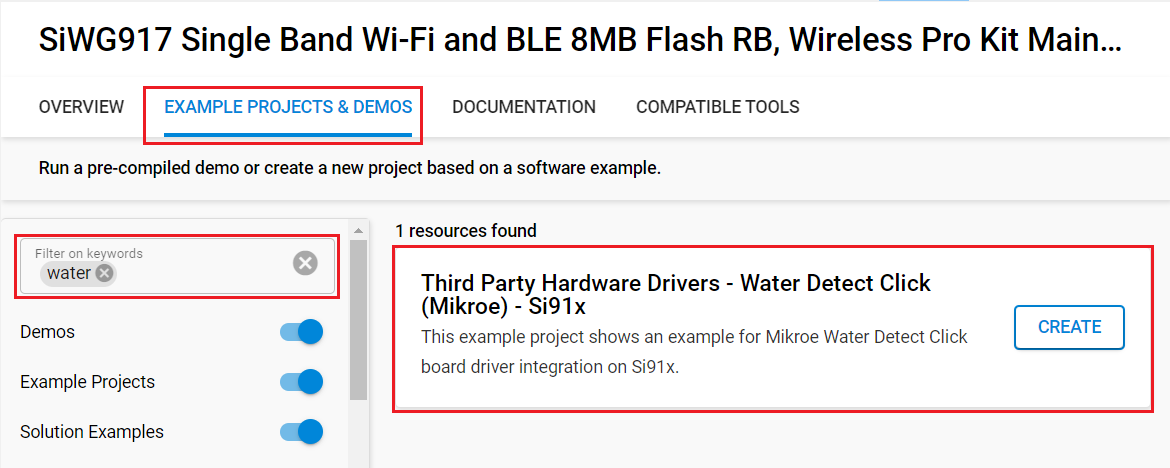 SiWG917 Single Band Wi-Fi and BLE 8MB Flash RB, Wireless Pro Kit Main...
OVERVIEW EXAMPLE PROJECTS & DEMOS DOCUMENTATION COMPATIBLE TOOLS
Run a pre-compiled demo or create a new project based on a software example.
Filter on keywords
water
Demos
Example Projects
Solution Examples
1 resources found
Third Party Hardware Drivers - Water Detect Click
(Mikroe) - Si91x
This example project shows an example for Mikroe Water Detect Click
board driver integration on Si91x.
CREATE